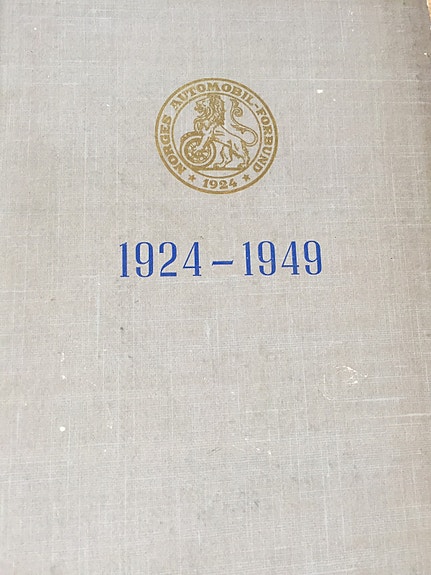 NORGES AUTOMOBIL-FORBUND
★ 1924 ★
1924-1949